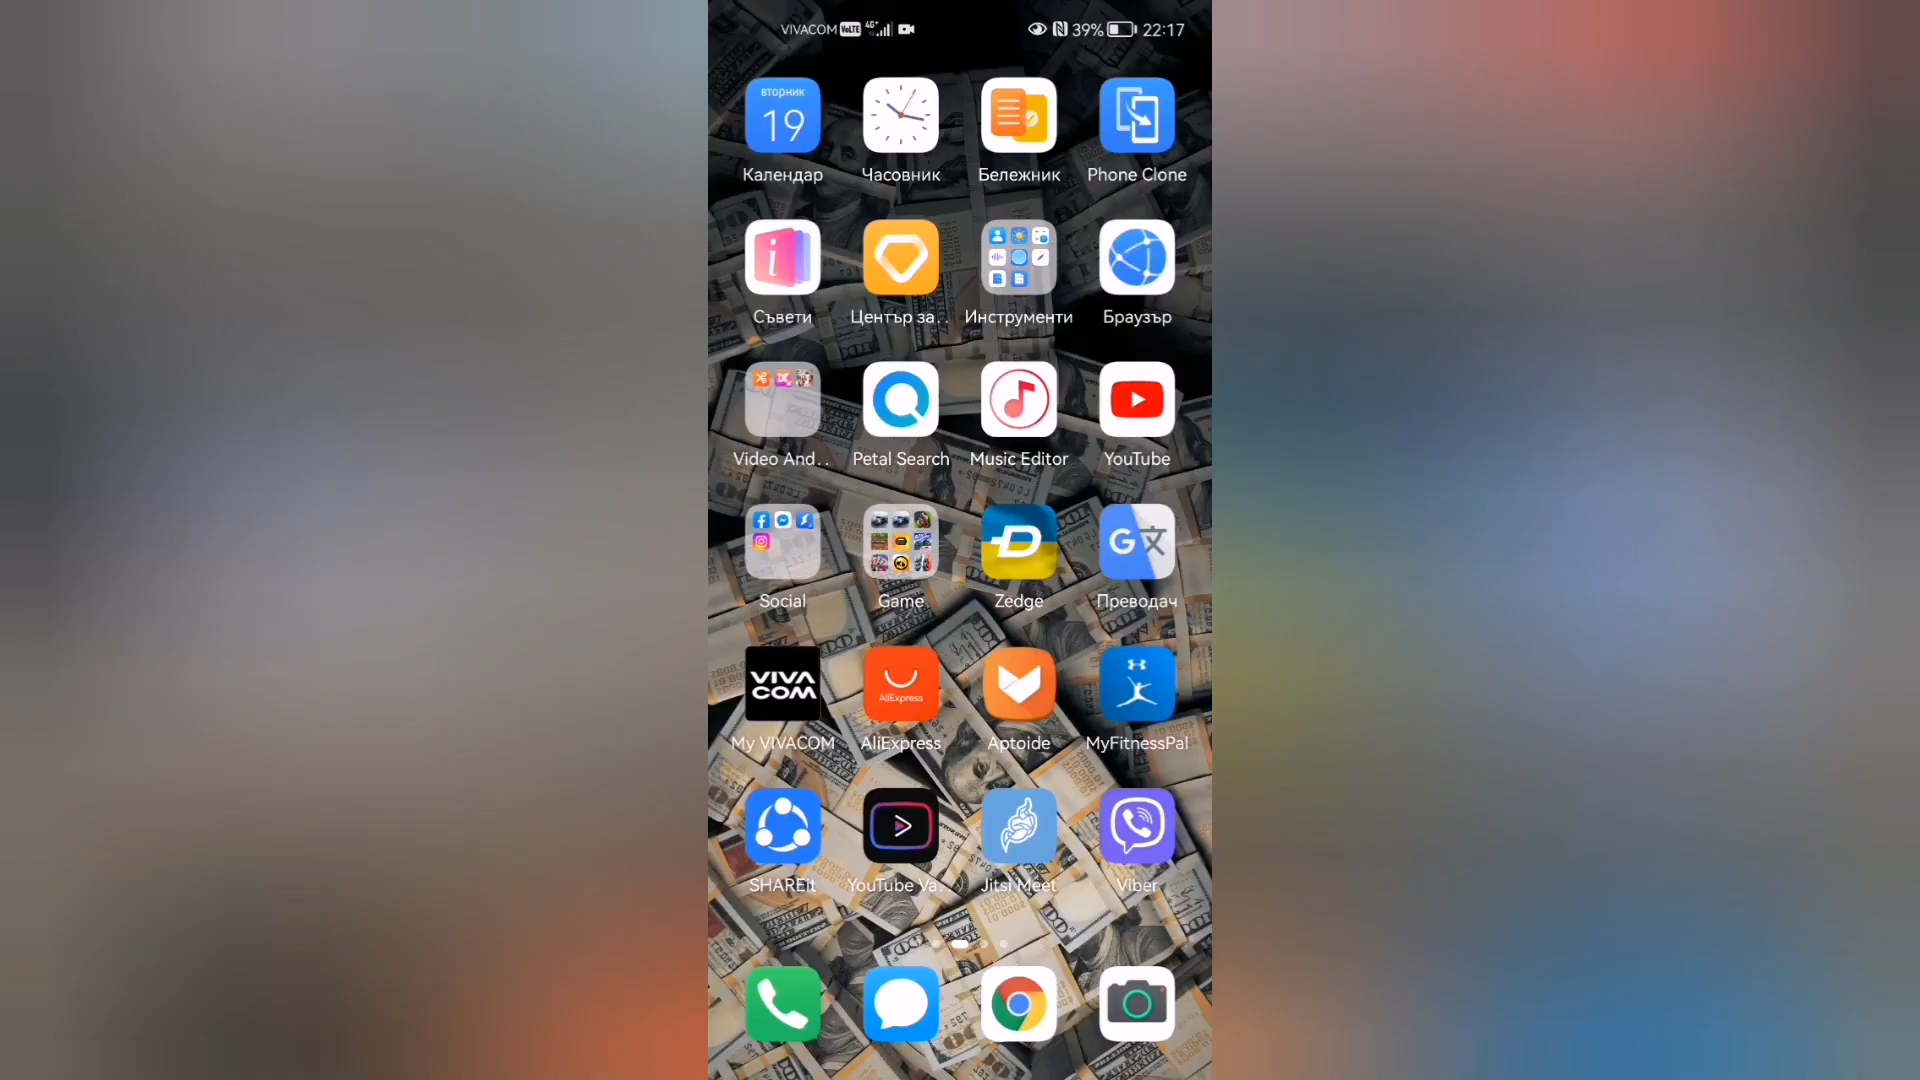 VIVACOM VoLTE 4G+ 39% 22:17
вторник
19
Календар Часовник Бележник Phone Clone
Съвети Център за... Инструменти Браузър
Video And... Petal Search Music Editor YouTube
Social Game Zedge Преводач
VIVA
COM
AliExpress
My VIVACOM AliExpress Aptoide MyFitnessPal
SHAREit YouTube Va... Jitsi Meet Viber